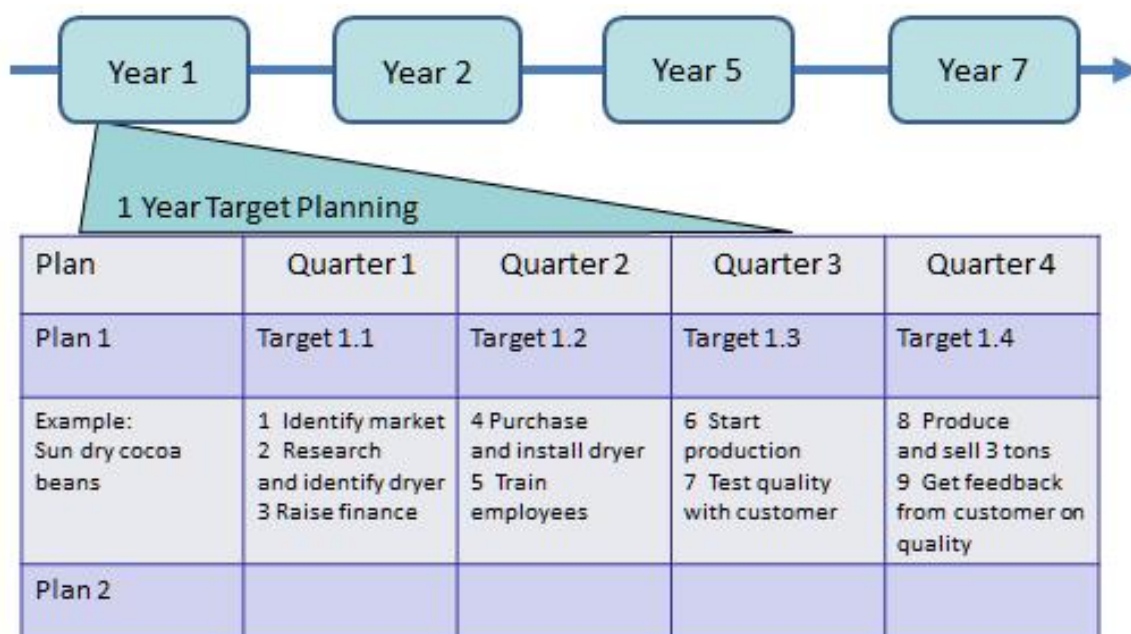 Year 1
Year 2
Year 5
Year 7
1 Year Target Planning
Plan
Quarter 1
Quarter 2
Quarter 3
Quarter 4
Plan 1
Target 1.1
Target 1.2
Target 1.3
Target 1.4
Example:
Sun dry cocoa
beans
1 Identify market
2 Research
and identify dryer
3 Raise finance
4 Purchase
and install dryer
5 Train
employees
6 Start
production
7 Test quality
with customer
8 Produce
and sell 3 tons
9 Get feedback
from customer on
quality
Plan 2